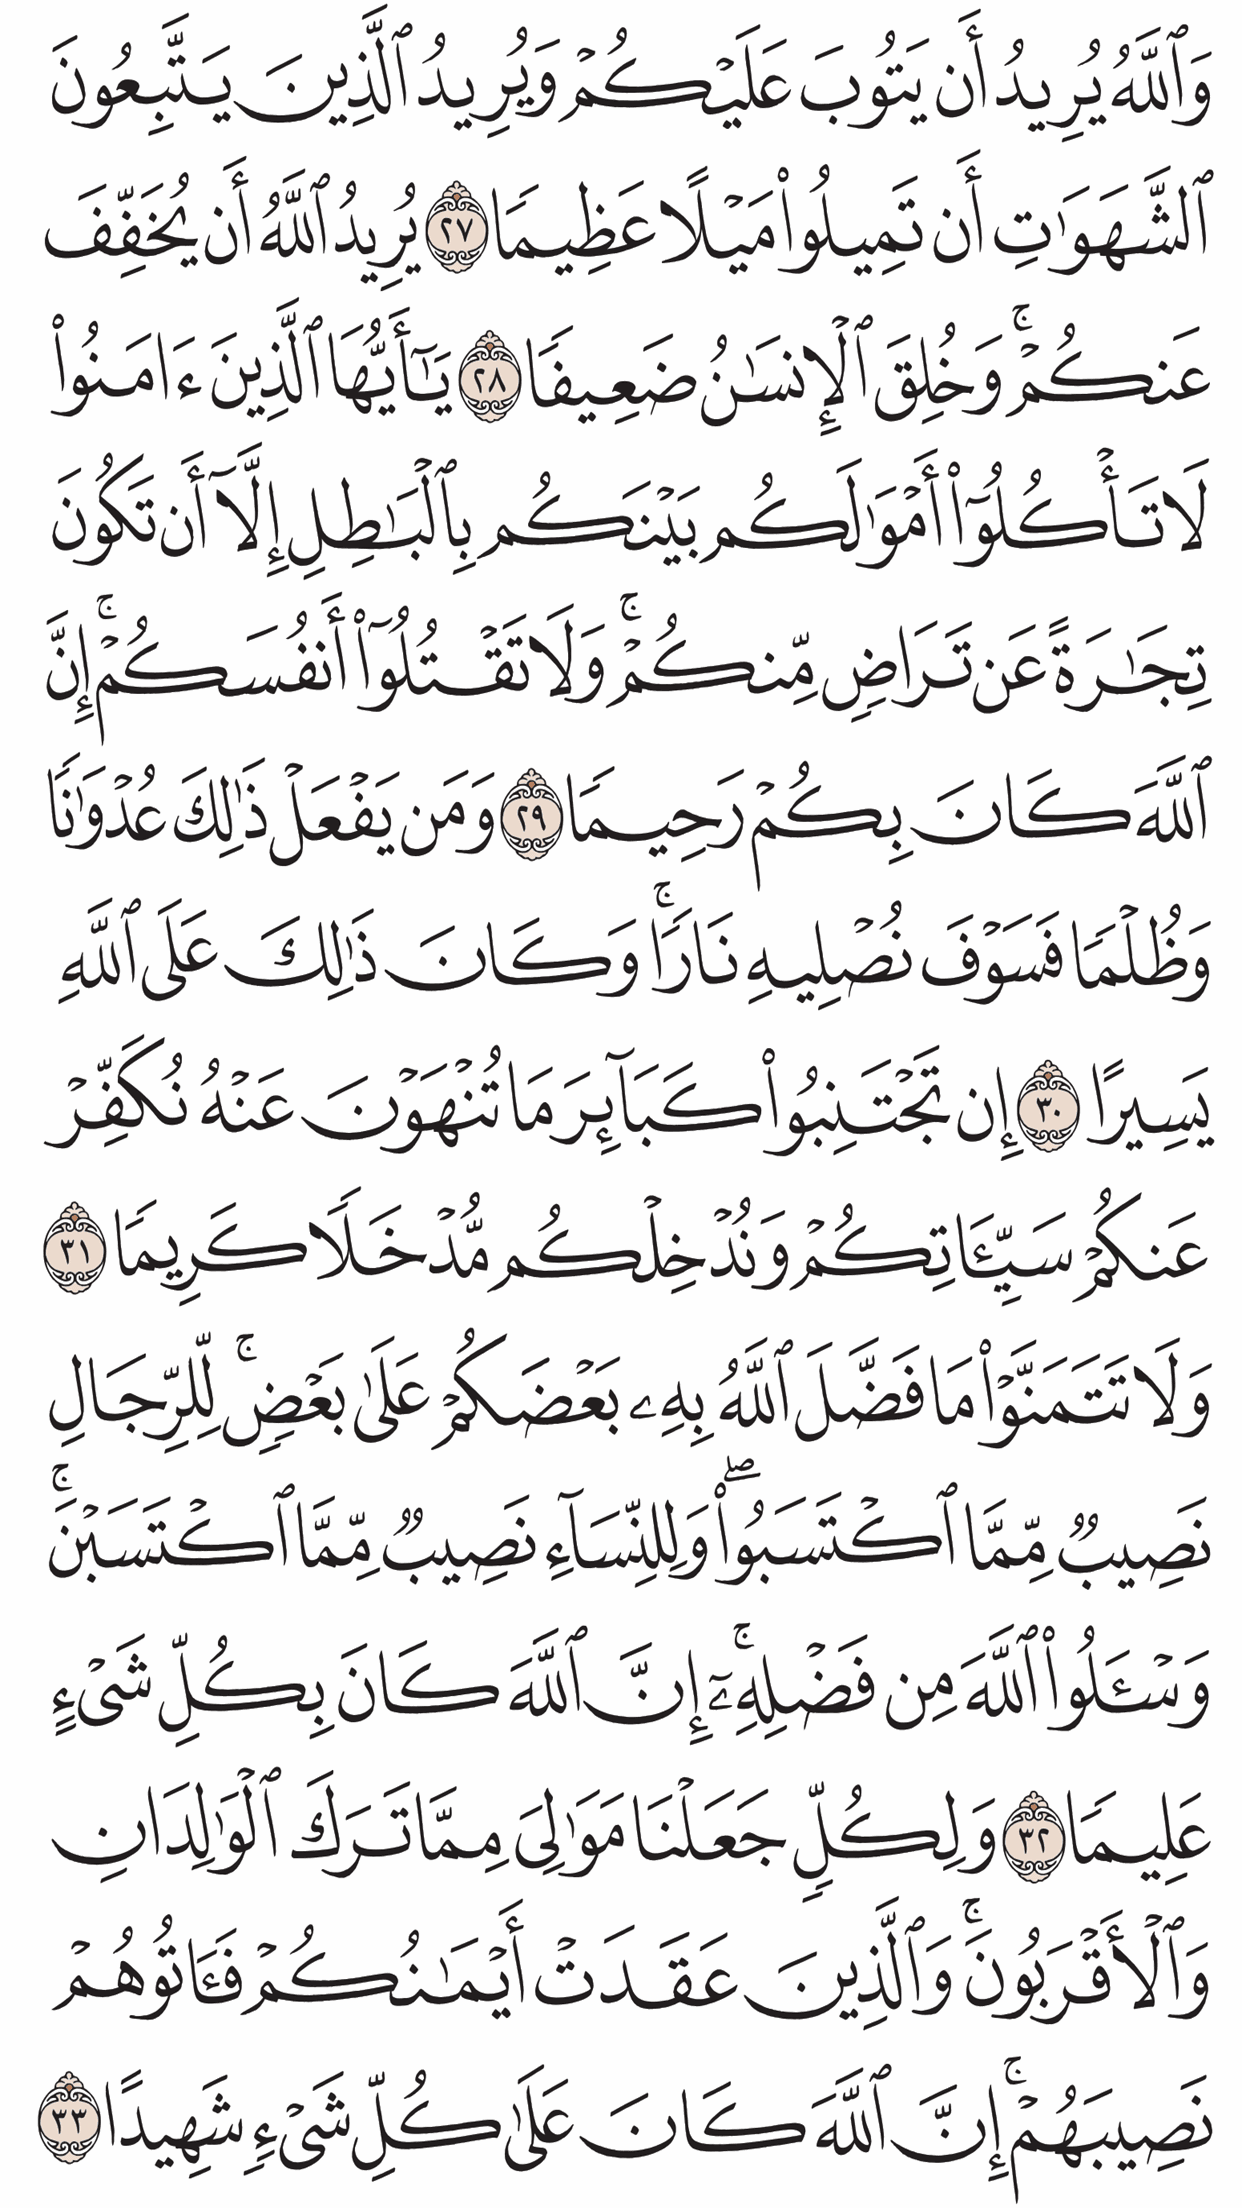 وَٱللَّهُ يُرِيدُ أَن يَتُوبَ عَلَيۡكُمۡ وَيُرِيدُ ٱلَّذِينَ يَتَّبِعُونَ
ٱلشَّهَوَٰتِ أَن تَمِيلُواْ مَيۡلًا عَظِيمٗا ٢٧ يُرِيدُ ٱللَّهُ أَن يُخَفِّفَ
عَنكُمۡۚ وَخُلِقَ ٱلۡإِنسَٰنُ ضَعِيفٗا ٢٨ يَٰٓأَيُّهَا ٱلَّذِينَ ءَامَنُواْ
لَا تَأۡكُلُوٓاْ أَمۡوَٰلَكُم بَيۡنَكُم بِٱلۡبَٰطِلِ إِلَّآ أَن تَكُونَ
تِجَٰرَةً عَن تَرَاضٖ مِّنكُمۡۚ وَلَا تَقۡتُلُوٓاْ أَنفُسَكُمۡۚ إِنَّ
ٱللَّهَ كَانَ بِكُمۡ رَحِيمٗا ٢٩ وَمَن يَفۡعَلۡ ذَٰلِكَ عُدۡوَٰنٗا
وَظُلۡمٗا فَسَوۡفَ نُصۡلِيهِ نَارٗاۚ وَكَانَ ذَٰلِكَ عَلَى ٱللَّهِ
يَسِيرًا ٣٠ إِن تَجۡتَنِبُواْ كَبَآئِرَ مَا تُنۡهَوۡنَ عَنۡهُ نُكَفِّرۡ
عَنكُمۡ سَيِّـَٔاتِكُمۡ وَنُدۡخِلۡكُم مُّدۡخَلٗا كَرِيمٗا ٣١
وَلَا تَتَمَنَّوۡاْ مَا فَضَّلَ ٱللَّهُ بِهِۦ بَعۡضَكُمۡ عَلَىٰ بَعۡضٖۚ لِّلرِّجَالِ
نَصِيبٞ مِّمَّا ٱكۡتَسَبُواْۖ وَلِلنِّسَآءِ نَصِيبٞ مِّمَّا ٱكۡتَسَبۡنَۚ
وَسۡـَٔلُواْ ٱللَّهَ مِن فَضۡلِهِۦٓۚ إِنَّ ٱللَّهَ كَانَ بِكُلِّ شَيۡءٍ
عَلِيمٗا ٣٢ وَلِكُلّٖ جَعَلۡنَا مَوَٰلِيَ مِمَّا تَرَكَ ٱلۡوَٰلِدَانِ
وَٱلۡأَقۡرَبُونَۚ وَٱلَّذِينَ عَقَدَتۡ أَيۡمَٰنُكُمۡ فَـَٔاتُوهُمۡ
نَصِيبَهُمۡۚ إِنَّ ٱللَّهَ كَانَ عَلَىٰ كُلِّ شَيۡءٖ شَهِيدًا ٣٣